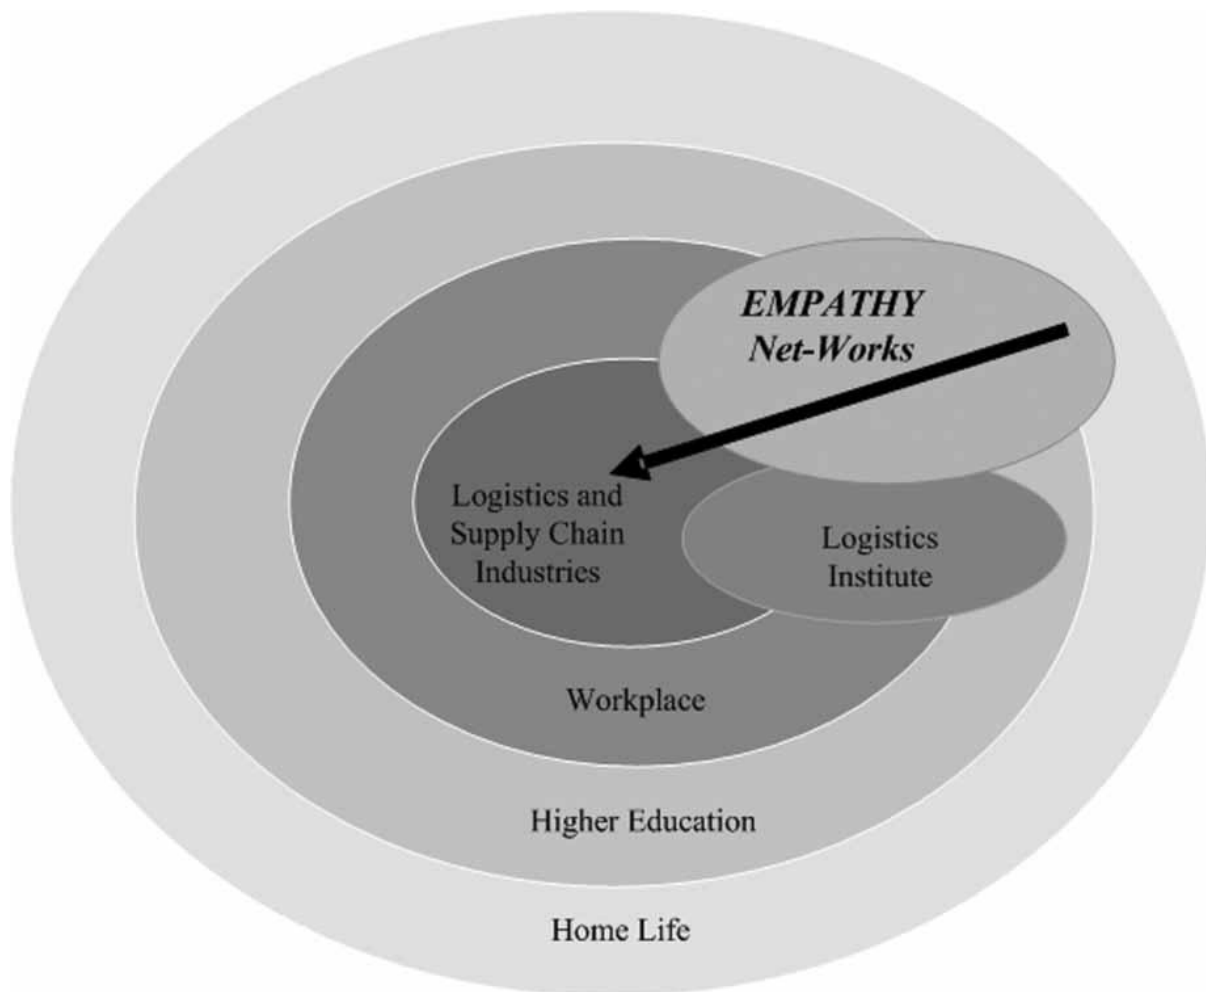 EMPATHY
Net-Works
Logistics and
Supply Chain
Industries
Logistics
Institute
Workplace
Higher Education
Home Life